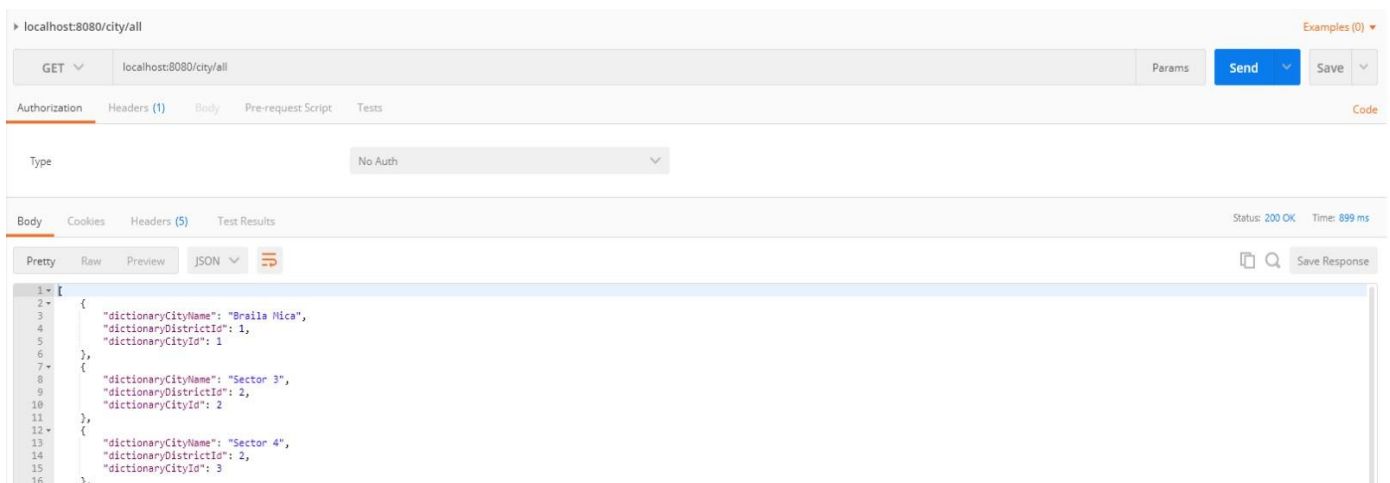 localhost:8080/city/all
Examples (0)
GET localhost:8080/city/all Params Send Save
Authorization Headers (1) Body Pre-request Script Tests Code
Type No Auth
Body Cookies Headers (5) Test Results Status: 200 OK Time: 899 ms
Pretty Raw Preview JSON Save Response
1 [
2 {
3 "dictionaryCityName": "Braila Mica",
4 "dictionaryDistrictId": 1,
5 "dictionaryCityId": 1
6 },
7 {
8 "dictionaryCityName": "Sector 3",
9 "dictionaryDistrictId": 2,
10 "dictionaryCityId": 2
11 },
12 {
13 "dictionaryCityName": "Sector 4",
14 "dictionaryDistrictId": 2,
15 "dictionaryCityId": 3
16 },